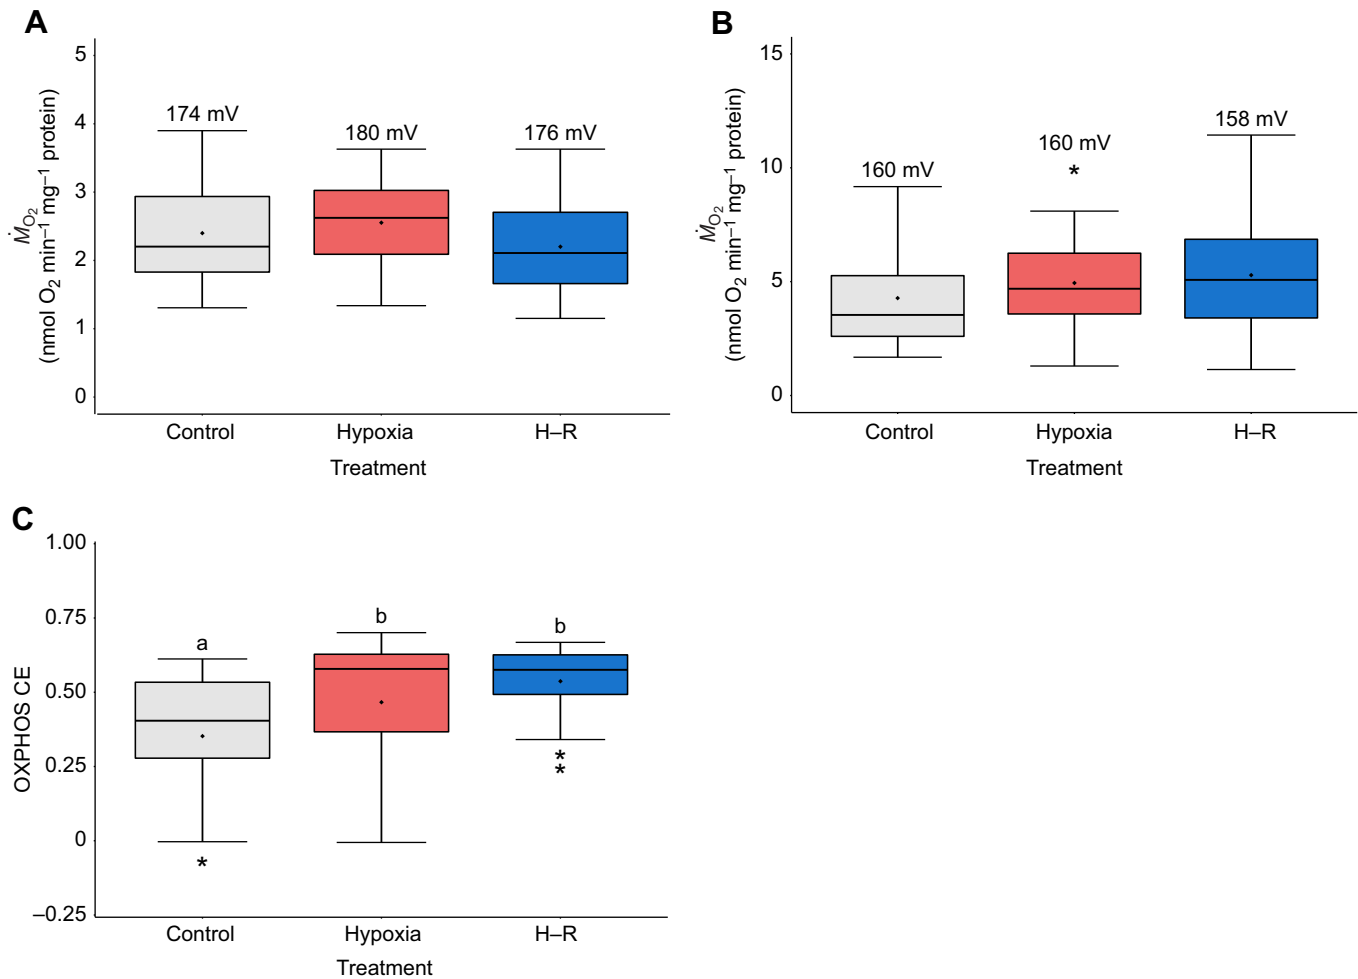 A
5
4
3
2
1
0
ṀO₂
(nmol O₂ min⁻¹ mg⁻¹ protein)
174 mV
180 mV
176 mV
Control
Hypoxia
H–R
Treatment
B
15
10
5
0
ṀO₂
(nmol O₂ min⁻¹ mg⁻¹ protein)
160 mV
160 mV
158 mV
*
Control
Hypoxia
H–R
Treatment
C
1.00
0.75
0.50
0.25
0
–0.25
OXPHOS CE
a
b
b
*
*
*
Control
Hypoxia
H–R
Treatment